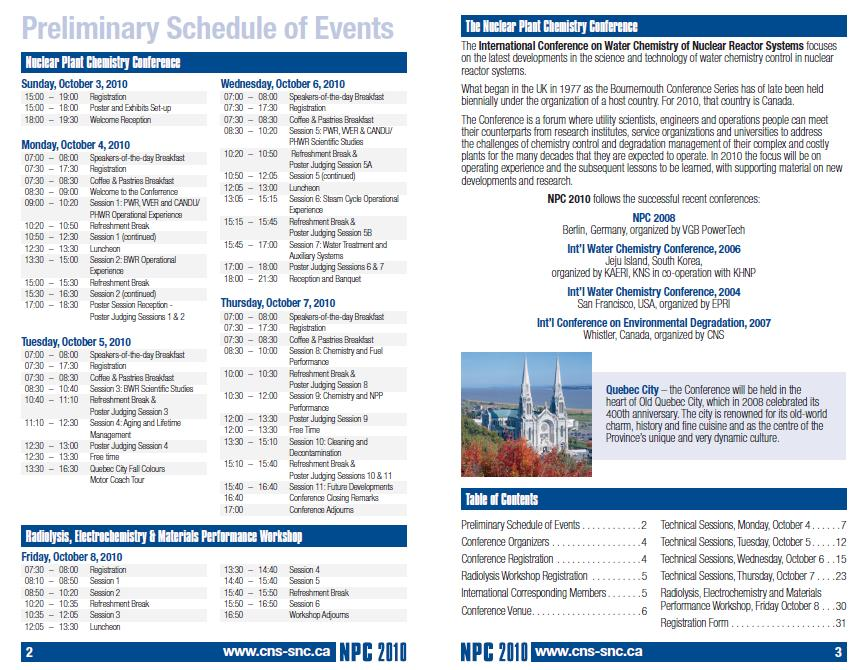 Preliminary Schedule of Events
Nuclear Plant Chemistry Conference
Sunday, October 3, 2010
15:00 – 19:00 Registration
15:00 – 18:00 Poster and Exhibits Set-up
18:00 – 19:30 Welcome Reception
Monday, October 4, 2010
07:00 – 08:00 Speakers-of-the-day Breakfast
07:30 – 17:30 Registration
07:30 – 08:30 Coffee & Pastries Breakfast
08:30 – 09:00 Welcome to the Conferrence
09:00 – 10:20 Session 1: PWR, VVER and CANDU/
PHWR Operational Experience
10:20 – 10:50 Refreshment Break
10:50 – 12:30 Session 1 (continued)
12:30 – 13:30 Luncheon
13:30 – 15:00 Session 2: BWR Operational
Experience
15:00 – 15:30 Refreshment Break
15:30 – 16:30 Session 2 (continued)
17:00 – 18:30 Poster Session Reception -
Poster Judging Sessions 1 & 2
Tuesday, October 5, 2010
07:00 – 08:00 Speakers-of-the-day Breakfast
07:30 – 17:30 Registration
07:30 – 08:30 Coffee & Pastries Breakfast
08:30 – 10:40 Session 3: BWR Scientific Studies
10:40 – 11:10 Refreshment Break &
Poster Judging Session 3
11:10 – 12:30 Session 4: Aging and Lifetime
Management
12:30 – 13:00 Poster Judging Session 4
12:30 – 13:30 Free time
13:30 – 16:30 Quebec City Fall Colours
Motor Coach Tour
Wednesday, October 6, 2010
07:00 – 08:00 Speakers-of-the-day Breakfast
07:30 – 17:30 Registration
07:30 – 08:30 Coffee & Pastries Breakfast
08:30 – 10:20 Session 5: PWR, VVER & CANDU/
PHWR Scientific Studies
10:20 – 10:50 Refreshment Break &
Poster Judging Session 5A
10:50 – 12:05 Session 5 (continued)
12:05 – 13:00 Luncheon
13:05 – 15:15 Session 6: Steam Cycle Operational
Experience
15:15 – 15:45 Refreshment Break &
Poster Judging Session 5B
15:45 – 17:00 Session 7: Water Treatment and
Auxiliary Systems
17:00 – 18:00 Poster Judging Sessions 6 & 7
18:00 – 21:30 Reception and Banquet
Thursday, October 7, 2010
07:00 – 08:00 Speakers-of-the-day Breakfast
07:30 – 17:30 Registration
07:30 – 08:30 Coffee & Pastries Breakfast
08:30 – 10:00 Session 8: Chemistry and Fuel
Performance
10:00 – 10:30 Refreshment Break &
Poster Judging Session 8
10:30 – 12:00 Session 9: Chemistry and NPP
Performance
12:00 – 13:30 Poster Judging Session 9
12:00 – 13:30 Free Time
13:30 – 15:10 Session 10: Cleaning and
Decontamination
15:10 – 15:40 Refreshment Break &
Poster Judging Sessions 10 & 11
15:40 – 16:40 Session 11: Future Developments
16:40 Conference Closing Remarks
17:00 Conference Adjourns
Radiolysis, Electrochemistry & Materials Performance Workshop
Friday, October 8, 2010
07:30 – 08:00 Registration
08:10 – 08:50 Session 1
08:50 – 10:20 Session 2
10:20 – 10:35 Refreshment Break
10:35 – 12:05 Session 3
12:05 – 13:30 Luncheon
13:30 – 14:40 Session 4
14:40 – 15:40 Session 5
15:40 – 15:50 Refreshment Break
15:50 – 16:50 Session 6
16:50 Workshop Adjourns
2 www.cns-snc.ca NPC 2010
The Nuclear Plant Chemistry Conference
The International Conference on Water Chemistry of Nuclear Reactor Systems focuses
on the latest developments in the science and technology of water chemistry control in nuclear
reactor systems.
What began in the UK in 1977 as the Bournemouth Conference Series has of late been held
biennially under the organization of a host country. For 2010, that country is Canada.
The Conference is a forum where utility scientists, engineers and operations people can meet
their counterparts from research institutes, service organizations and universities to address
the challenges of chemistry control and degradation management of their complex and costly
plants for the many decades that they are expected to operate. In 2010 the focus will be on
operating experience and the subsequent lessons to be learned, with supporting material on new
developments and research.
NPC 2010 follows the successful recent conferences:
NPC 2008
Berlin, Germany, organized by VGB PowerTech
Int'l Water Chemistry Conference, 2006
Jeju Island, South Korea,
organized by KAERI, KNS in co-operation with KHNP
Int'l Water Chemistry Conference, 2004
San Francisco, USA, organized by EPRI
Int'l Conference on Environmental Degradation, 2007
Whistler, Canada, organized by CNS
Quebec City – the Conference will be held in the
heart of Old Quebec City, which in 2008 celebrated its
400th anniversary. The city is renowned for its old-world
charm, history and fine cuisine and as the centre of the
Province's unique and very dynamic culture.
Table of Contents
Preliminary Schedule of Events . . . . . . . . . . . 2
Conference Organizers . . . . . . . . . . . . . . . . . 4
Conference Registration . . . . . . . . . . . . . . . . 4
Radiolysis Workshop Registration . . . . . . . . . 5
International Corresponding Members . . . . . . 5
Conference Venue. . . . . . . . . . . . . . . . . . . . . 6
Technical Sessions, Monday, October 4 . . . . . . 7
Technical Sessions, Tuesday, October 5 . . . . . 12
Technical Sessions, Wednesday, October 6 . . 15
Technical Sessions, Thursday, October 7 . . . . 23
Radiolysis, Electrochemistry and Materials
Performance Workshop, Friday October 8 . . . 30
Registration Form . . . . . . . . . . . . . . . . . . . . 31
NPC 2010 www.cns-snc.ca 3